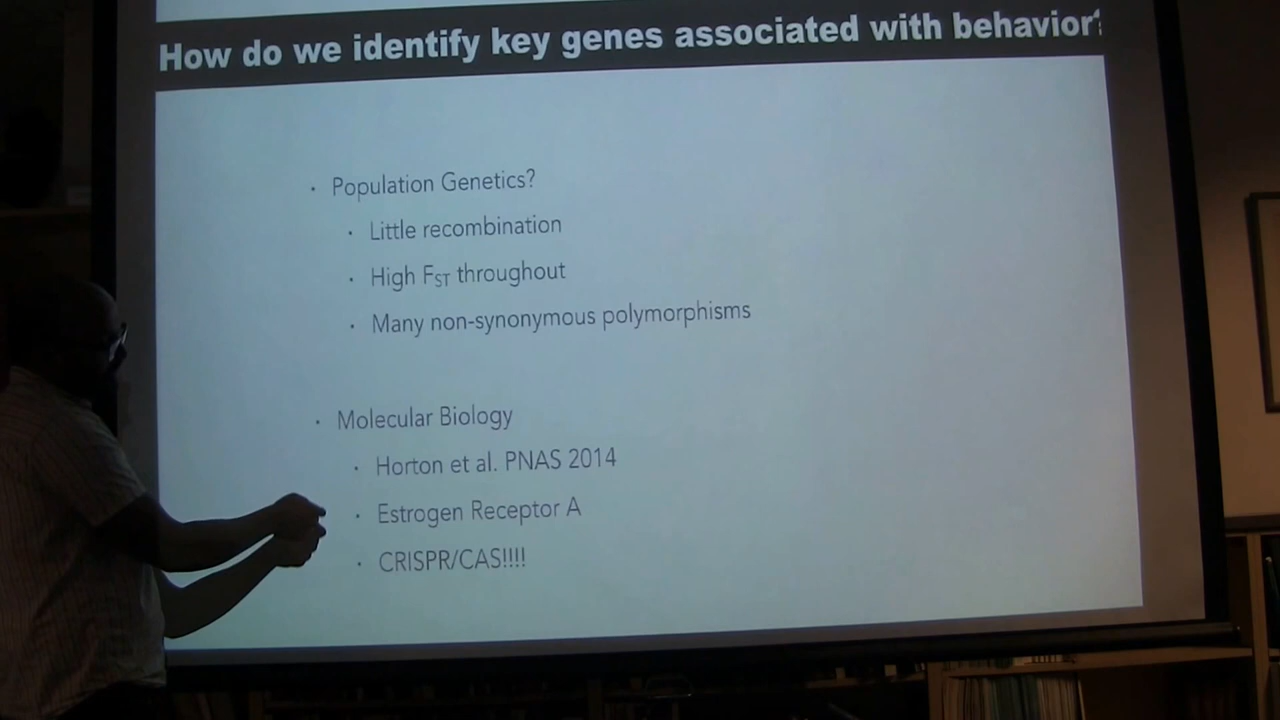 How do we identify key genes associated with behavior?
· Population Genetics?
· Little recombination
· High FST throughout
· Many non-synonymous polymorphisms
· Molecular Biology
· Horton et al. PNAS 2014
· Estrogen Receptor A
· CRISPR/CAS!!!!